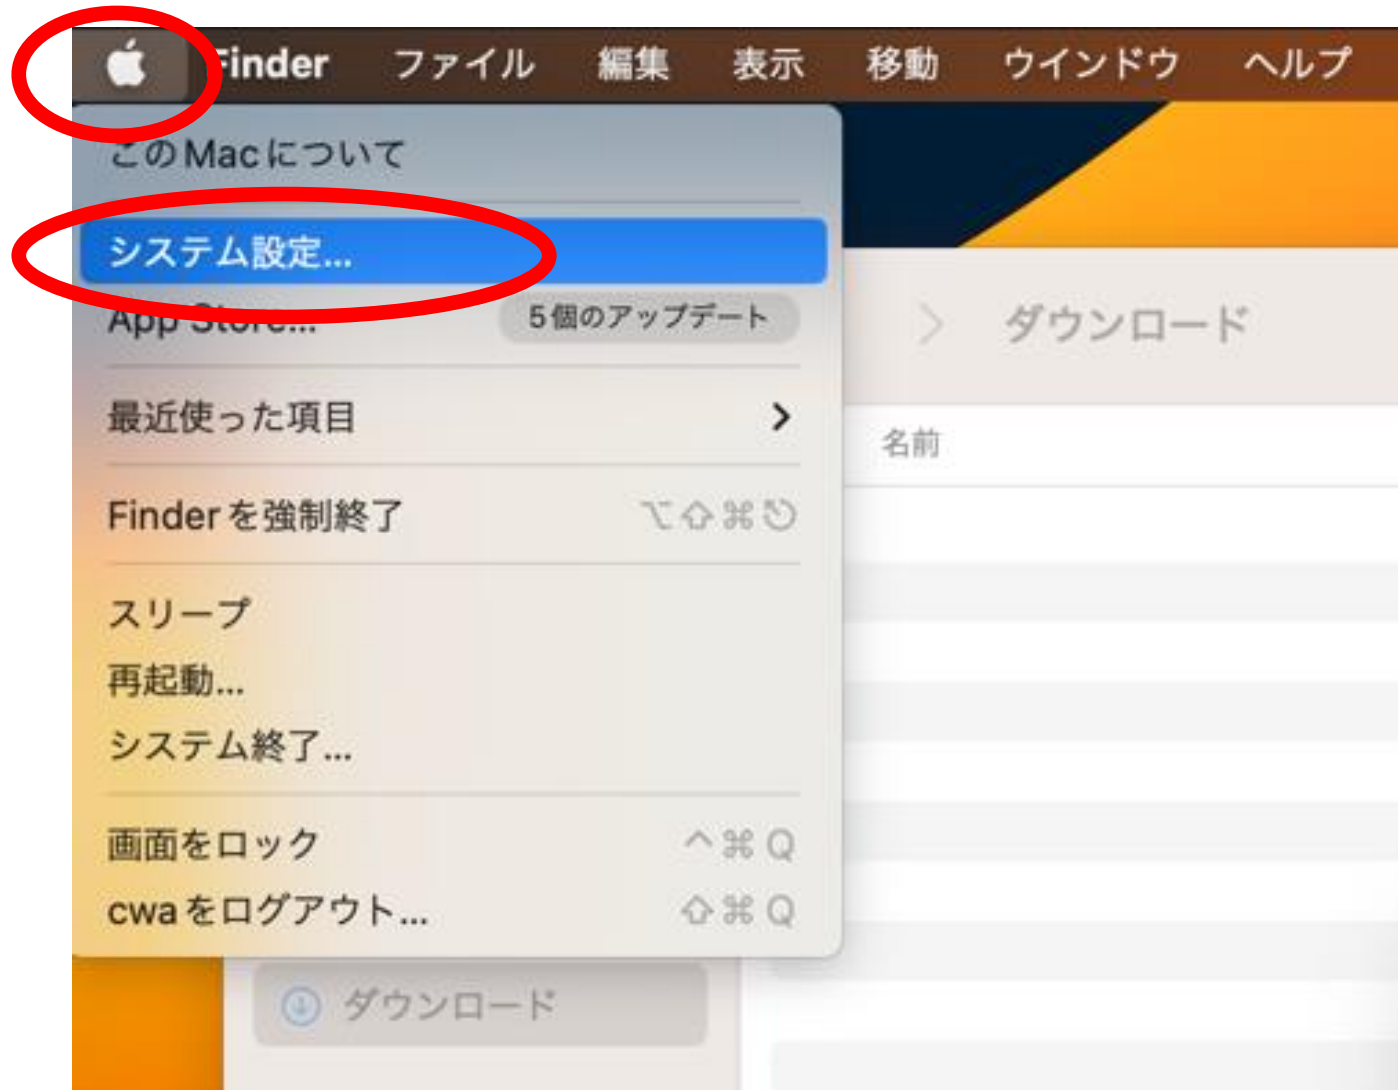 Finder ファイル 編集 表示 移動 ウインドウ ヘルプ
このMacについて
システム設定...
App Store... 5個のアップデート
最近使った項目
Finderを強制終了 ⌥⇧⌘⎋
スリープ
再起動...
システム終了...
画面をロック ^⌘Q
cwaをログアウト... ⇧⌘Q
ダウンロード
名前
ダウンロード